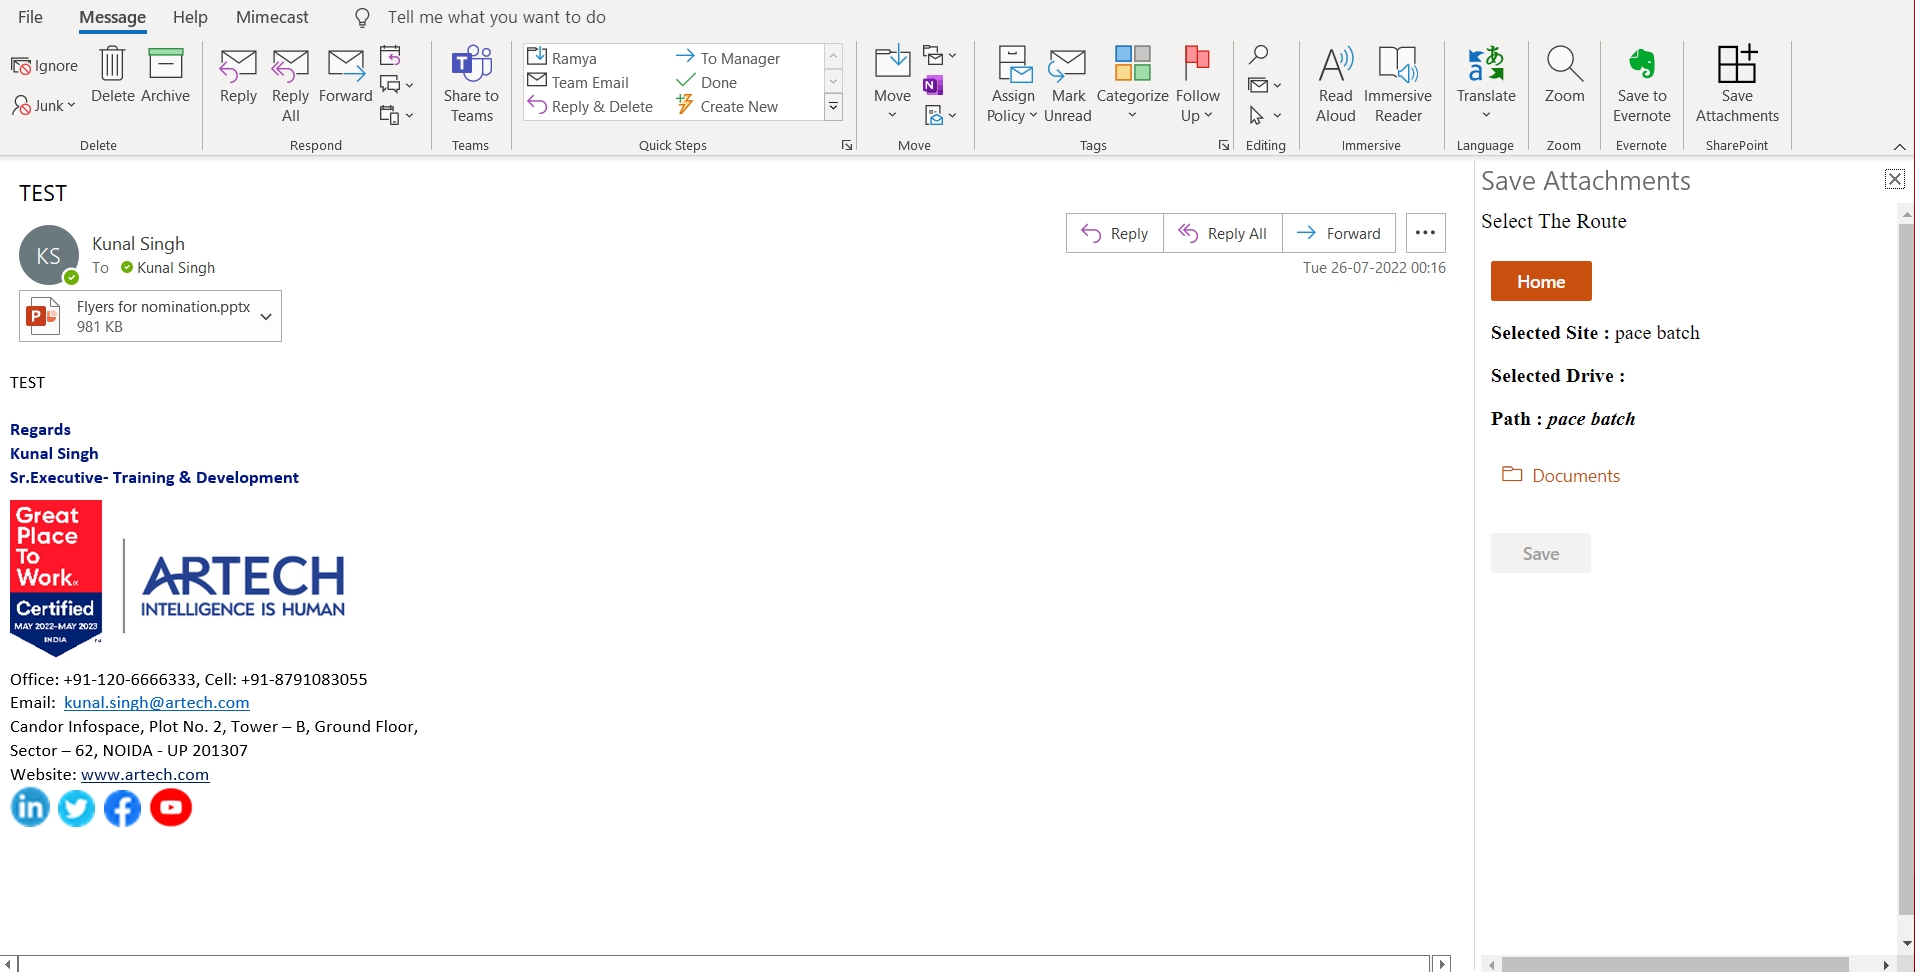 File Message Help Mimecast Tell me what you want to do
Ignore
Junk
Delete
Archive
Delete
Reply
Reply All
Forward
Respond
Share to Teams
Teams
Ramya
Team Email
Reply & Delete
To Manager
Done
Create New
Quick Steps
Move
Move
Assign Policy
Mark Unread
Categorize
Follow Up
Tags
Editing
Read Aloud
Immersive Reader
Immersive
Translate
Language
Zoom
Zoom
Save to Evernote
Evernote
Save Attachments
SharePoint
TEST
KS
Kunal Singh
To Kunal Singh
Reply
Reply All
Forward
Tue 26-07-2022 00:16
Flyers for nomination.pptx
981 KB
TEST
Regards
Kunal Singh
Sr.Executive- Training & Development
Great
Place
To
Work
Certified
MAY 2022-MAY 2023
INDIA
ARTECH
INTELLIGENCE IS HUMAN
Office: +91-120-6666333, Cell: +91-8791083055
Email: kunal.singh@artech.com
Candor Infospace, Plot No. 2, Tower – B, Ground Floor,
Sector – 62, NOIDA - UP 201307
Website: www.artech.com
Save Attachments
Select The Route
Home
Selected Site : pace batch
Selected Drive :
Path : pace batch
Documents
Save